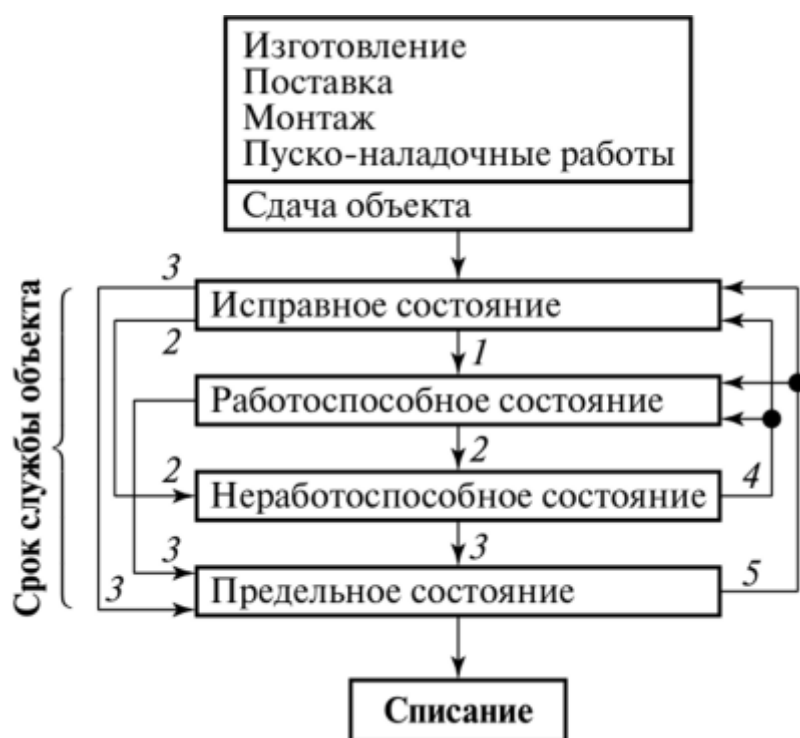 Изготовление
Поставка
Монтаж
Пуско-наладочные работы
Сдача объекта
Срок службы объекта
3
Исправное состояние
2
1
Работоспособное состояние
2
2
Неработоспособное состояние
4
3
3
Предельное состояние
5
3
Списание